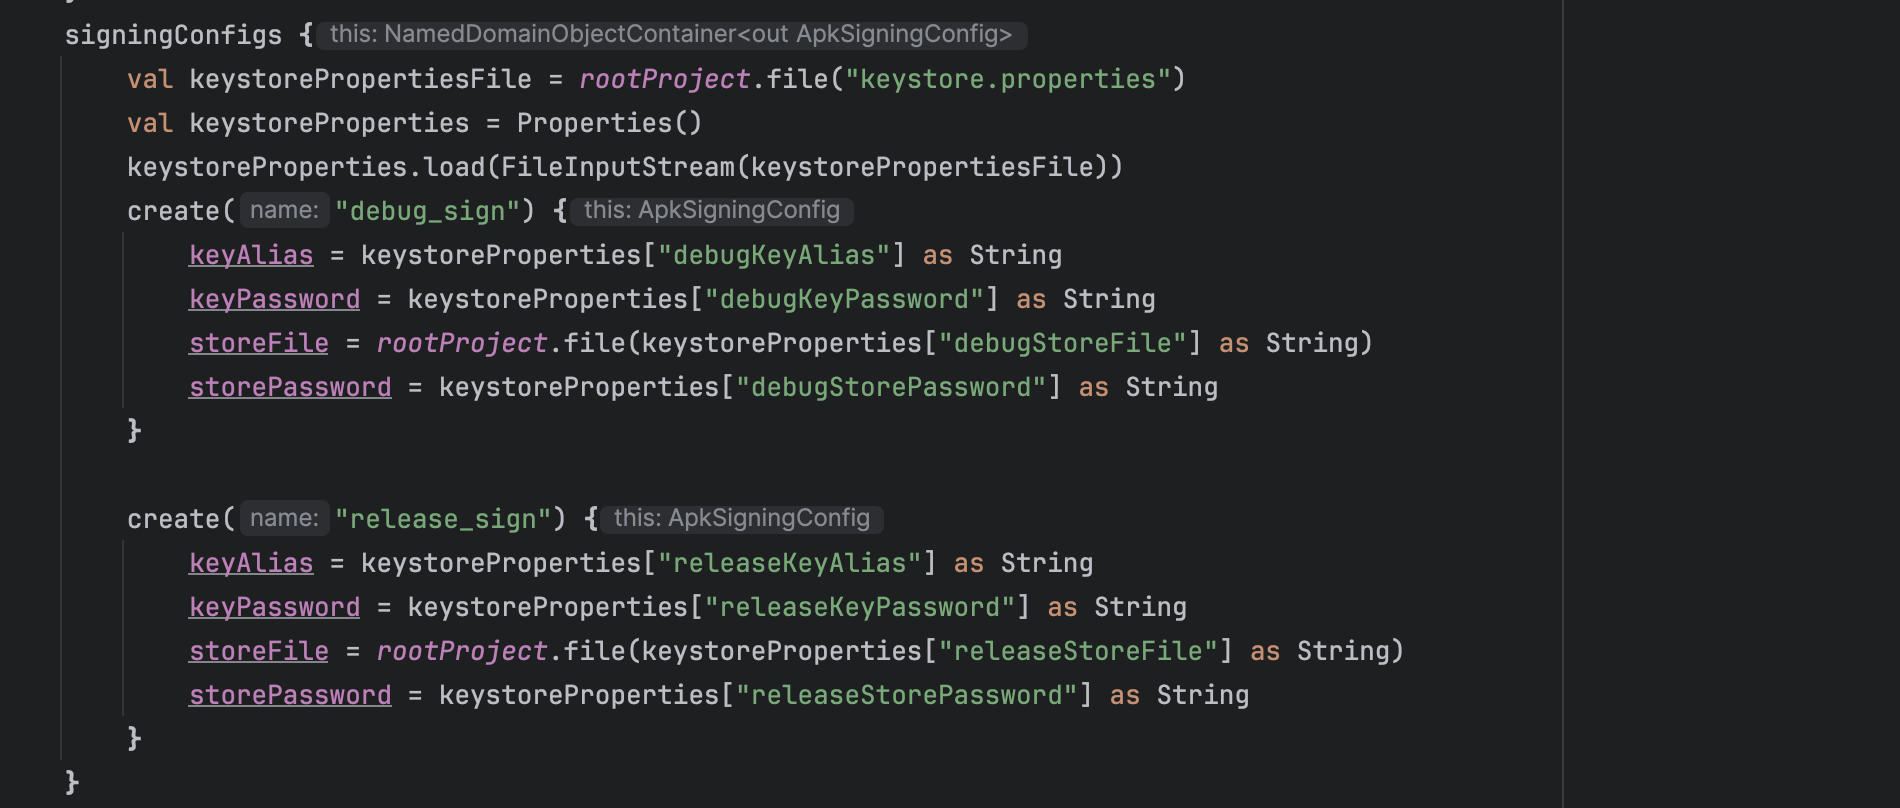 signingConfigs { this: NamedDomainObjectContainer<out ApkSigningConfig>
val keystorePropertiesFile = rootProject.file("keystore.properties")
val keystoreProperties = Properties()
keystoreProperties.load(FileInputStream(keystorePropertiesFile))
create( name: "debug_sign") { this: ApkSigningConfig
keyAlias = keystoreProperties["debugKeyAlias"] as String
keyPassword = keystoreProperties["debugKeyPassword"] as String
storeFile = rootProject.file(keystoreProperties["debugStoreFile"] as String)
storePassword = keystoreProperties["debugStorePassword"] as String
}
create( name: "release_sign") { this: ApkSigningConfig
keyAlias = keystoreProperties["releaseKeyAlias"] as String
keyPassword = keystoreProperties["releaseKeyPassword"] as String
storeFile = rootProject.file(keystoreProperties["releaseStoreFile"] as String)
storePassword = keystoreProperties["releaseStorePassword"] as String
}
}